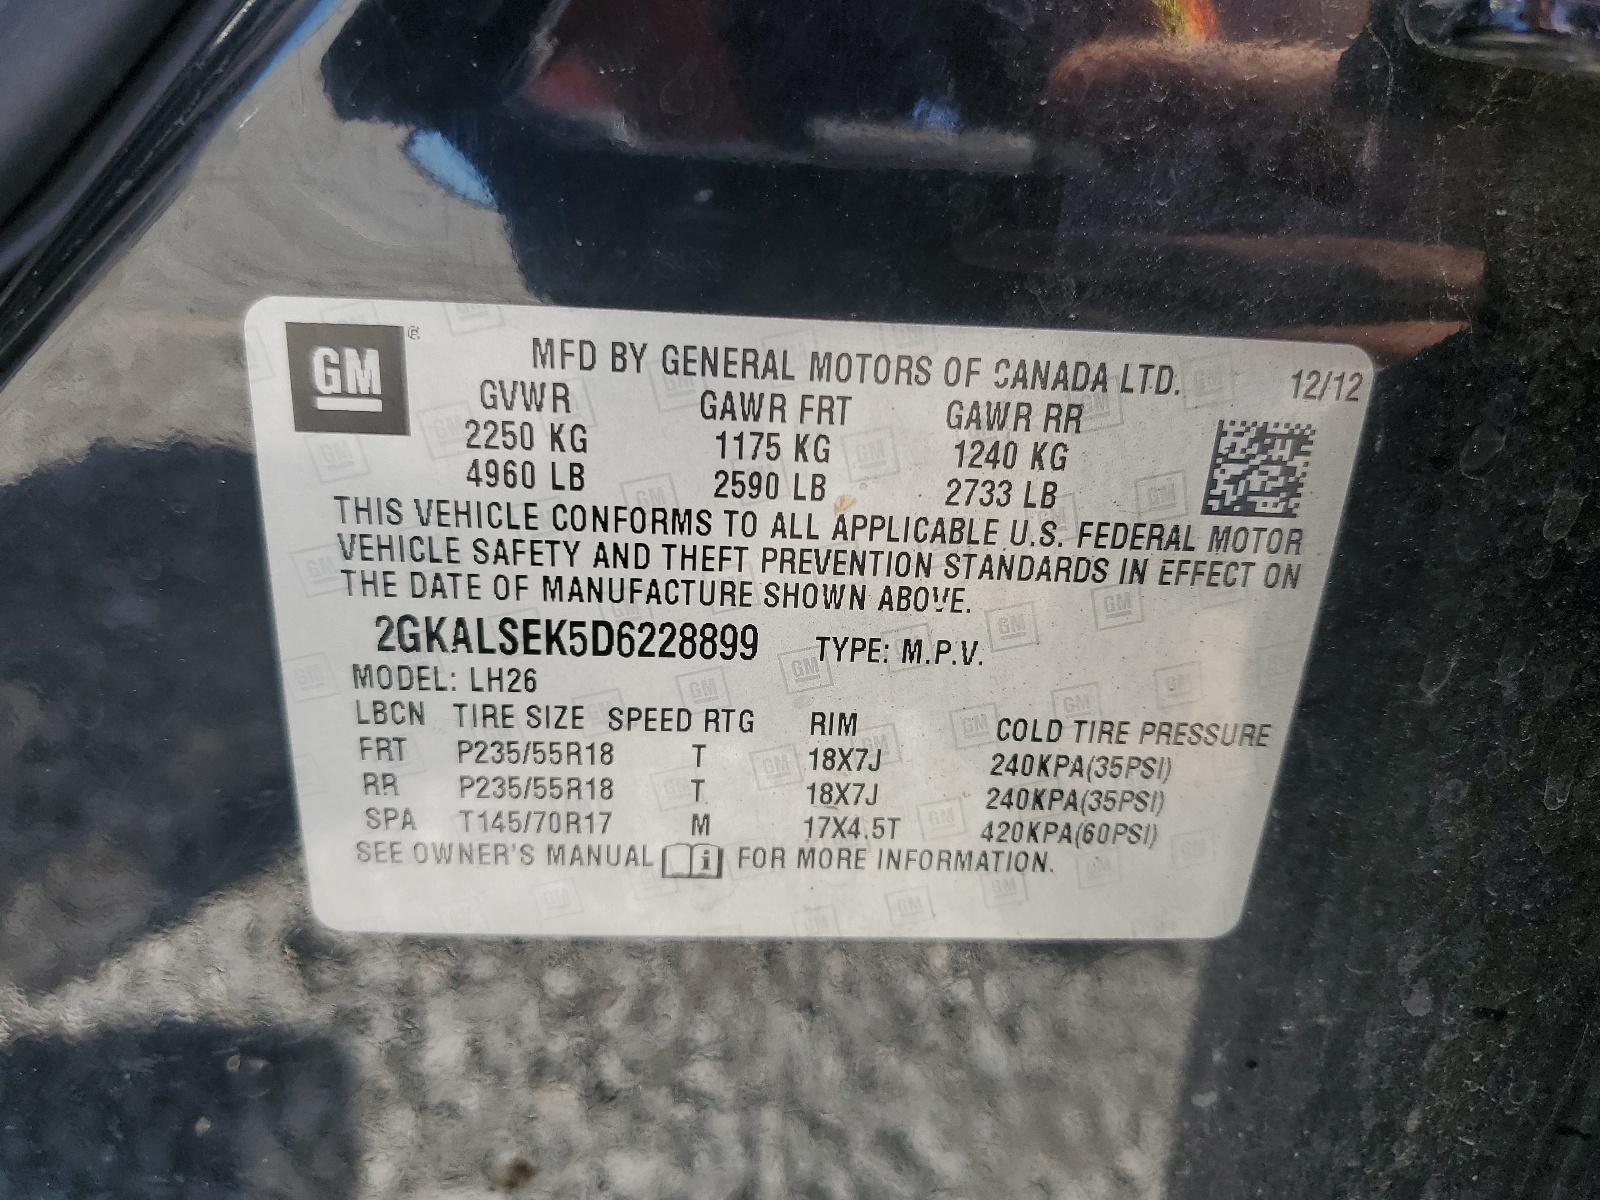 GM
MFD BY GENERAL MOTORS OF CANADA LTD. 12/12
GVWR GAWR FRT GAWR RR
2250 KG 1175 KG 1240 KG
4960 LB 2590 LB 2733 LB
THIS VEHICLE CONFORMS TO ALL APPLICABLE U.S. FEDERAL MOTOR
VEHICLE SAFETY AND THEFT PREVENTION STANDARDS IN EFFECT ON
THE DATE OF MANUFACTURE SHOWN ABOVE.
2GKALSEK5D6228899 TYPE: M.P.V.
MODEL: LH26
LBCN TIRE SIZE SPEED RTG RIM COLD TIRE PRESSURE
FRT P235/55R18 T 18X7J 240KPA(35PSI)
RR P235/55R18 T 18X7J 240KPA(35PSI)
SPA T145/70R17 M 17X4.5T 420KPA(60PSI)
SEE OWNER'S MANUAL i FOR MORE INFORMATION.